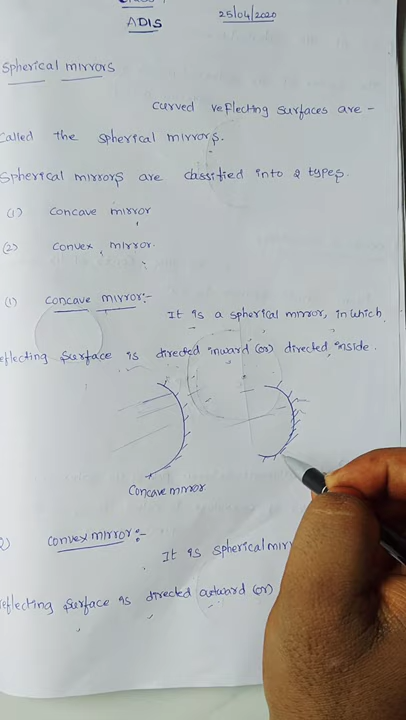 ADIS
25/04/2020
Spherical mirrors
Curved reflecting surfaces are -
called the spherical mirrors.
Spherical mirrors are classified into 2 types.
(1) Concave mirror
(2) Convex mirror.
(1) Concave mirror:-
It is a spherical mirror, in which
reflecting surface is directed inward (or) directed inside.
Concave mirror
2) Convex mirror:-
It is spherical mirr
reflecting surface is directed outward (or)